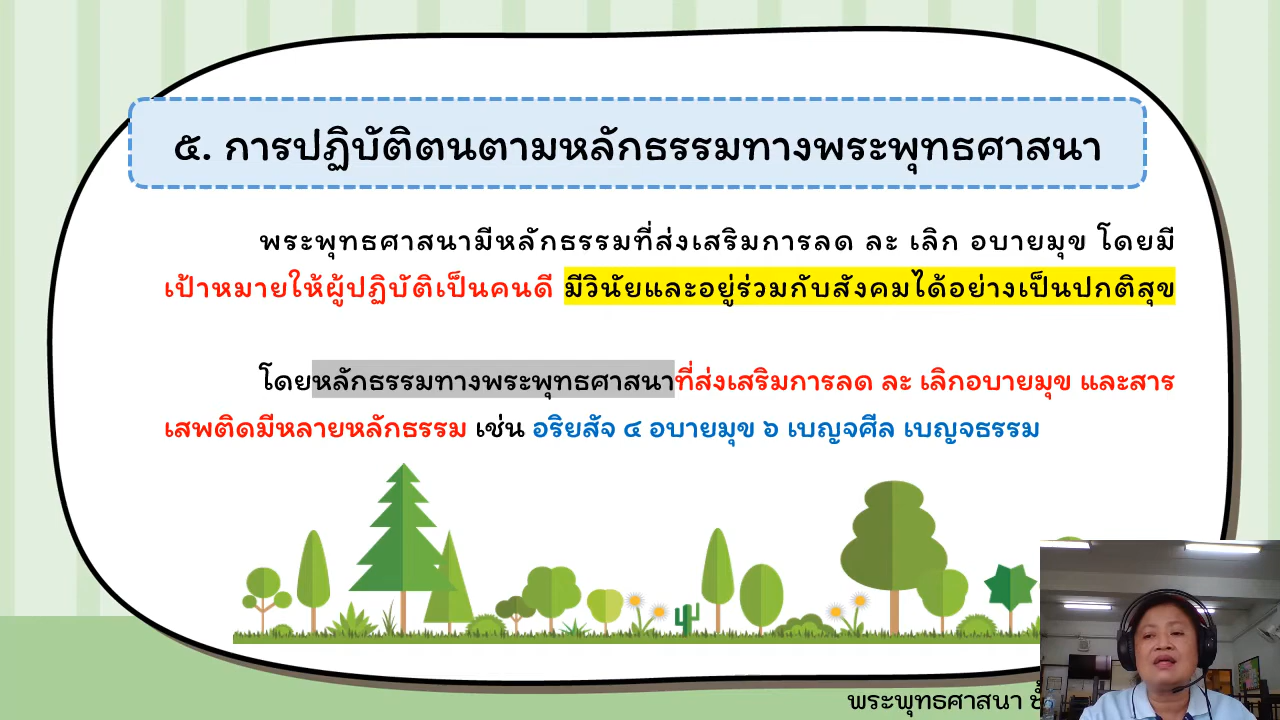 ๕. การปฏิบัติตนตามหลักธรรมทางพระพุทธศาสนา
พระพุทธศาสนามีหลักธรรมที่ส่งเสริมการลด ละ เลิก อบายมุข โดยมี
เป้าหมายให้ผู้ปฏิบัติเป็นคนดี มีวินัยและอยู่ร่วมกับสังคมได้อย่างเป็นปกติสุข
โดยหลักธรรมทางพระพุทธศาสนาที่ส่งเสริมการลด ละ เลิกอบายมุข และสาร
เสพติดมีหลายหลักธรรม เช่น อริยสัจ ๔ อบายมุข ๖ เบญจศีล เบญจธรรม
พระพุทธศาสนา